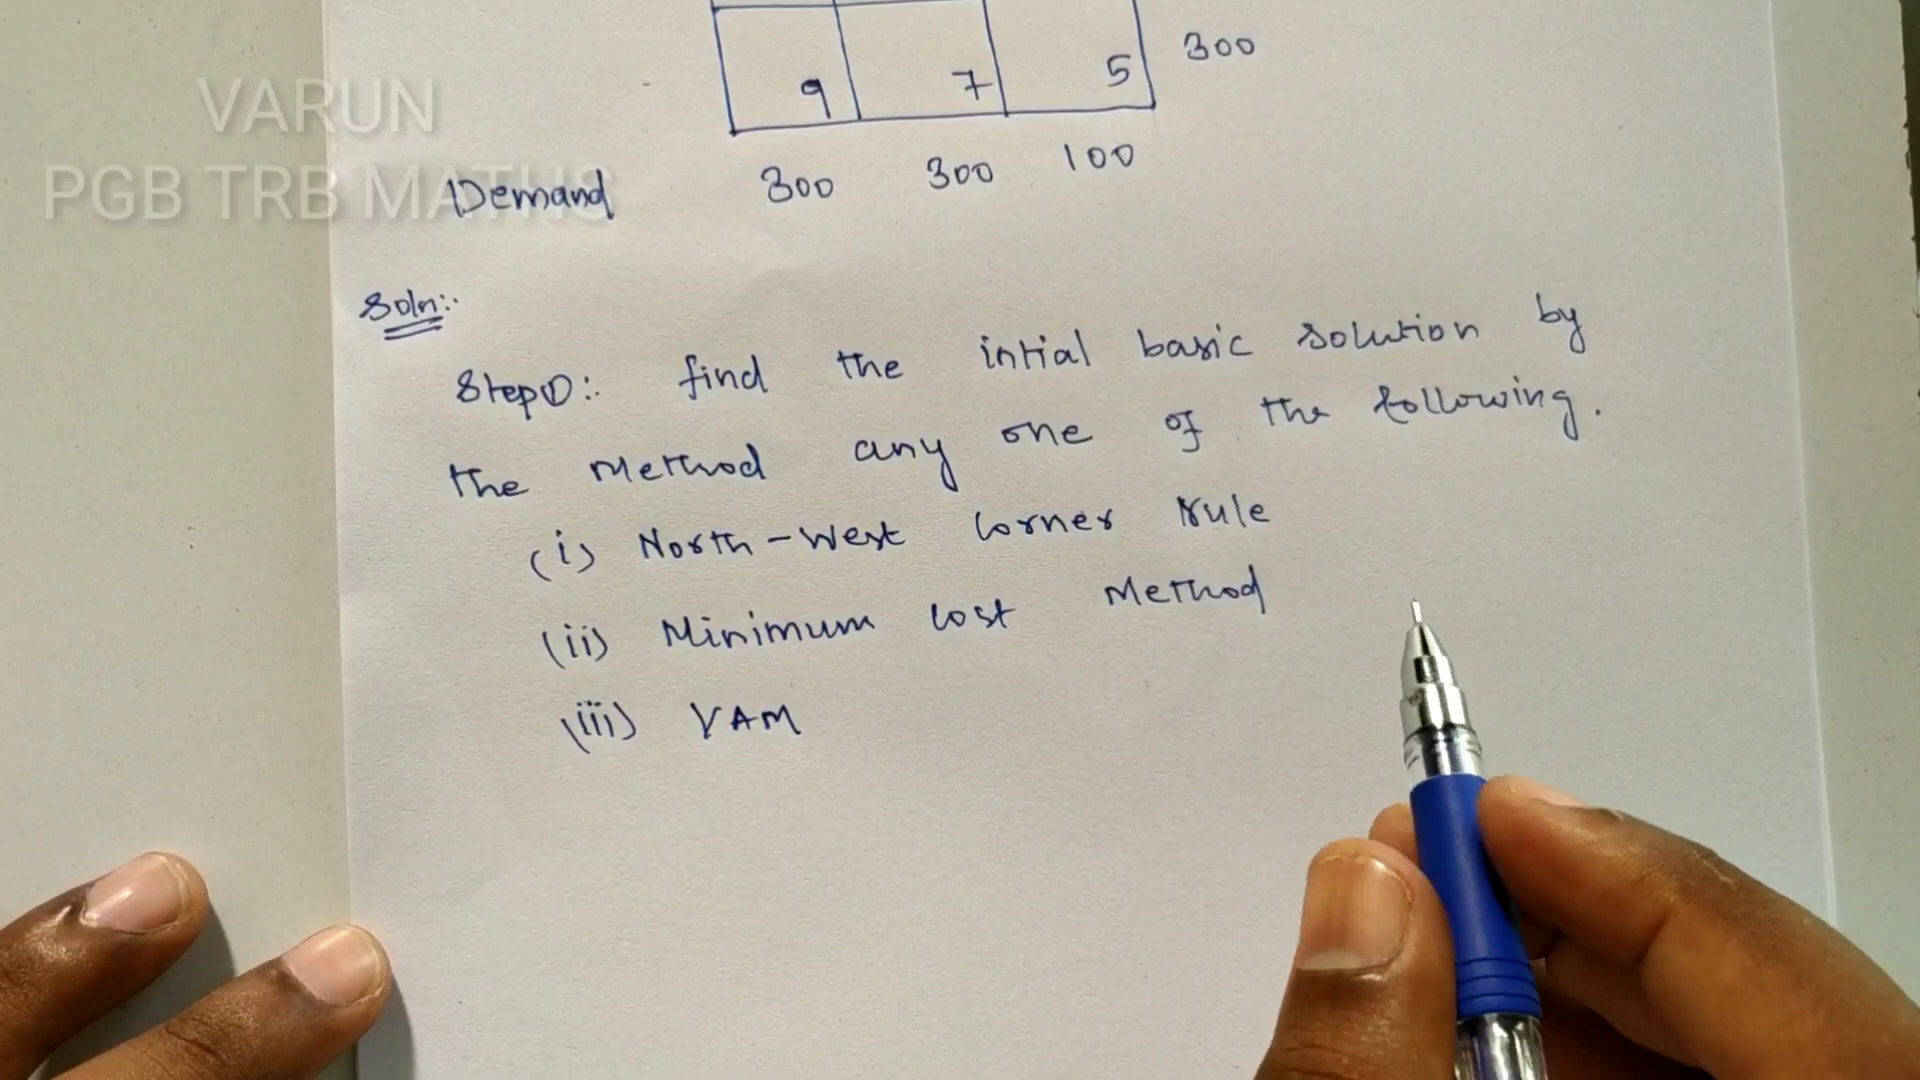 VARUN
PGB TRB MATHS
9 7 5 300
Demand 300 300 100
Soln:
Step①: find the intial basic solution by
the Method any one of the following.
(i) North-West Corner Rule
(ii) Minimum Cost Method
(iii) VAM